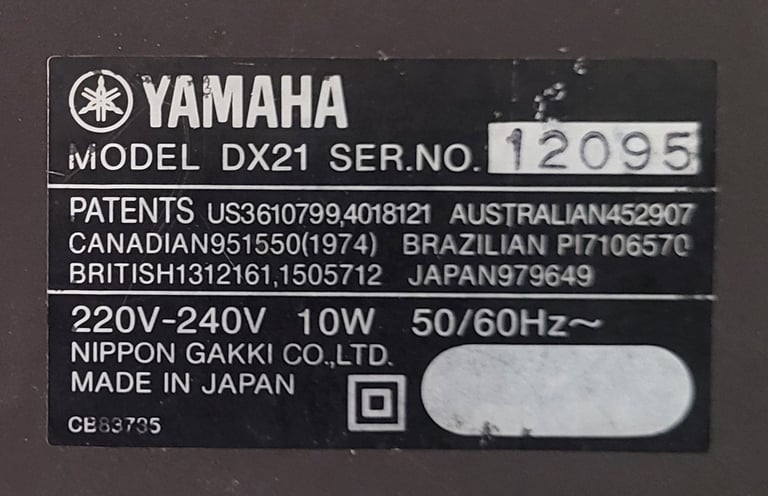 YAMAHA
MODEL DX21 SER.NO. 12095
PATENTS US3610799,4018121 AUSTRALIAN452907
CANADIAN951550(1974) BRAZILIAN PI7106570
BRITISH1312161,1505712 JAPAN979649
220V-240V 10W 50/60Hz~
NIPPON GAKKI CO.,LTD.
MADE IN JAPAN